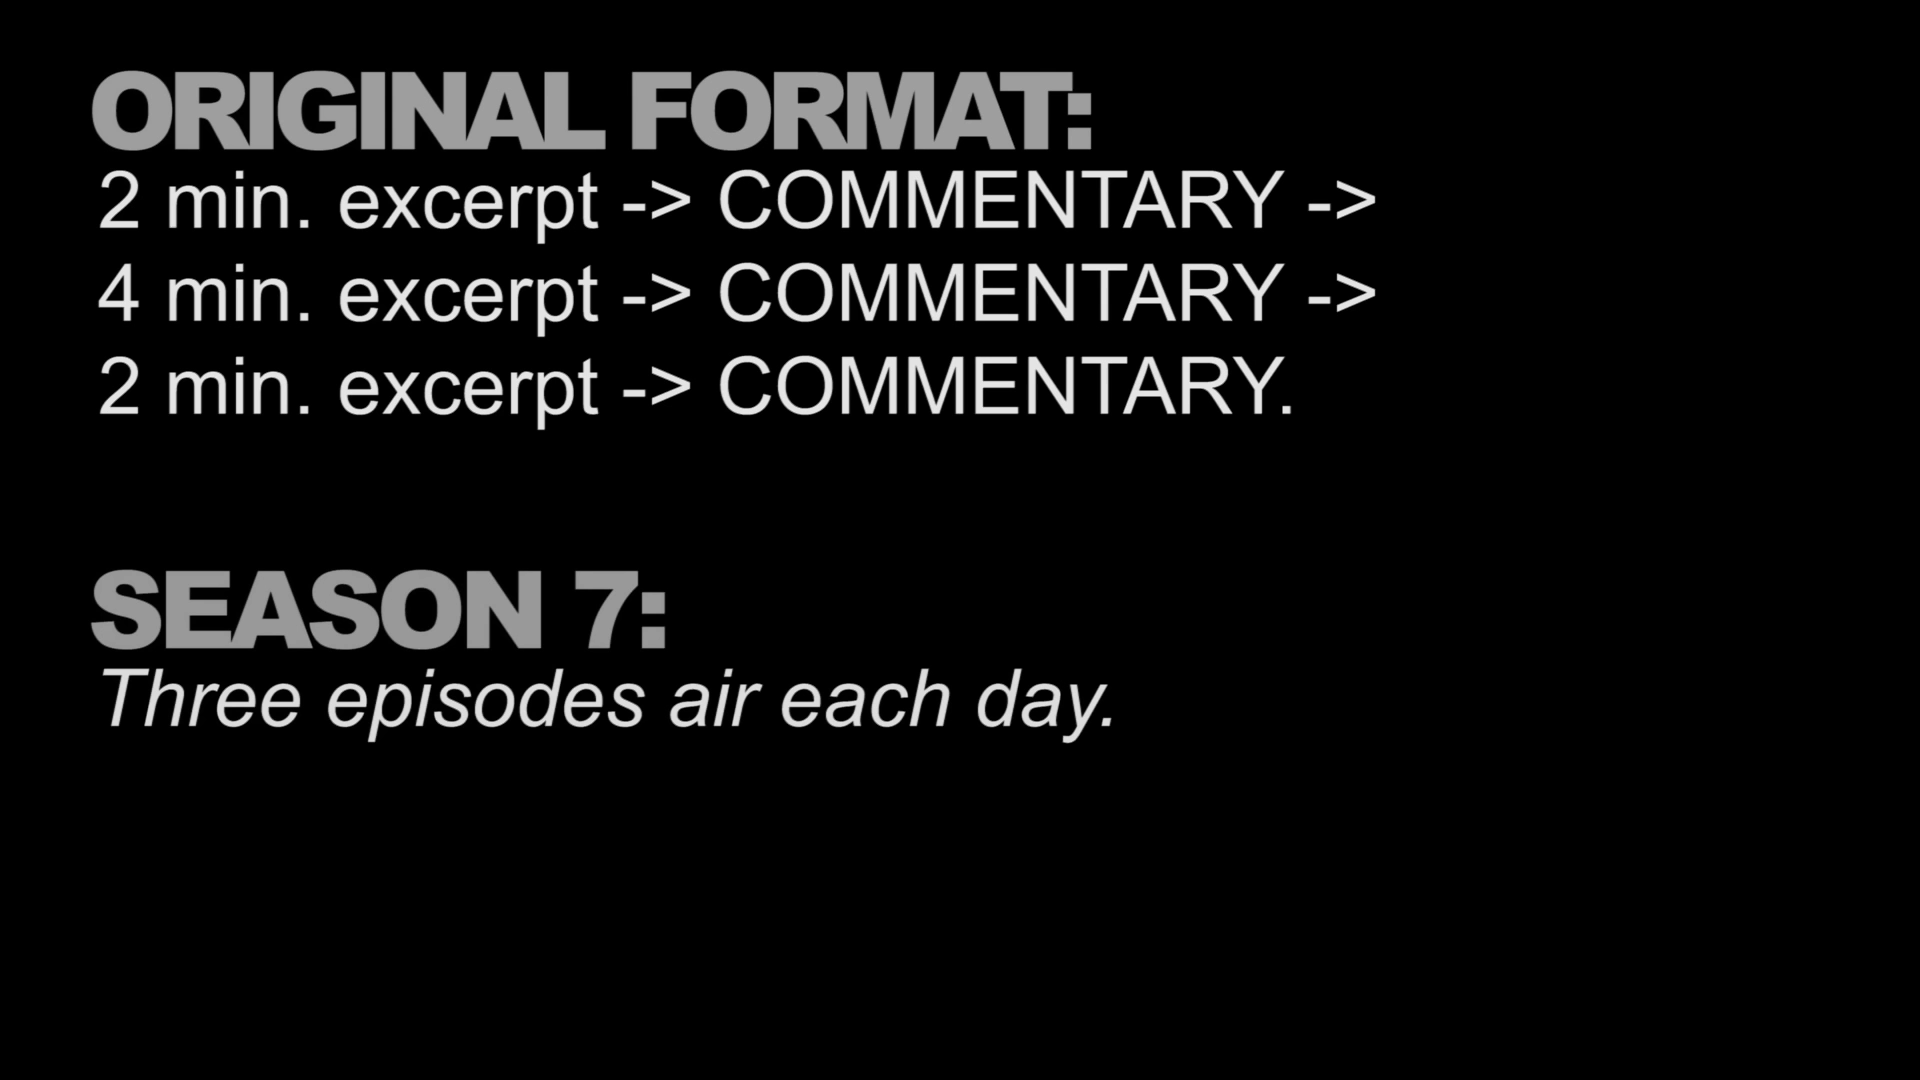 ORIGINAL FORMAT:
2 min. excerpt -> COMMENTARY ->
4 min. excerpt -> COMMENTARY ->
2 min. excerpt -> COMMENTARY.
SEASON 7:
Three episodes air each day.